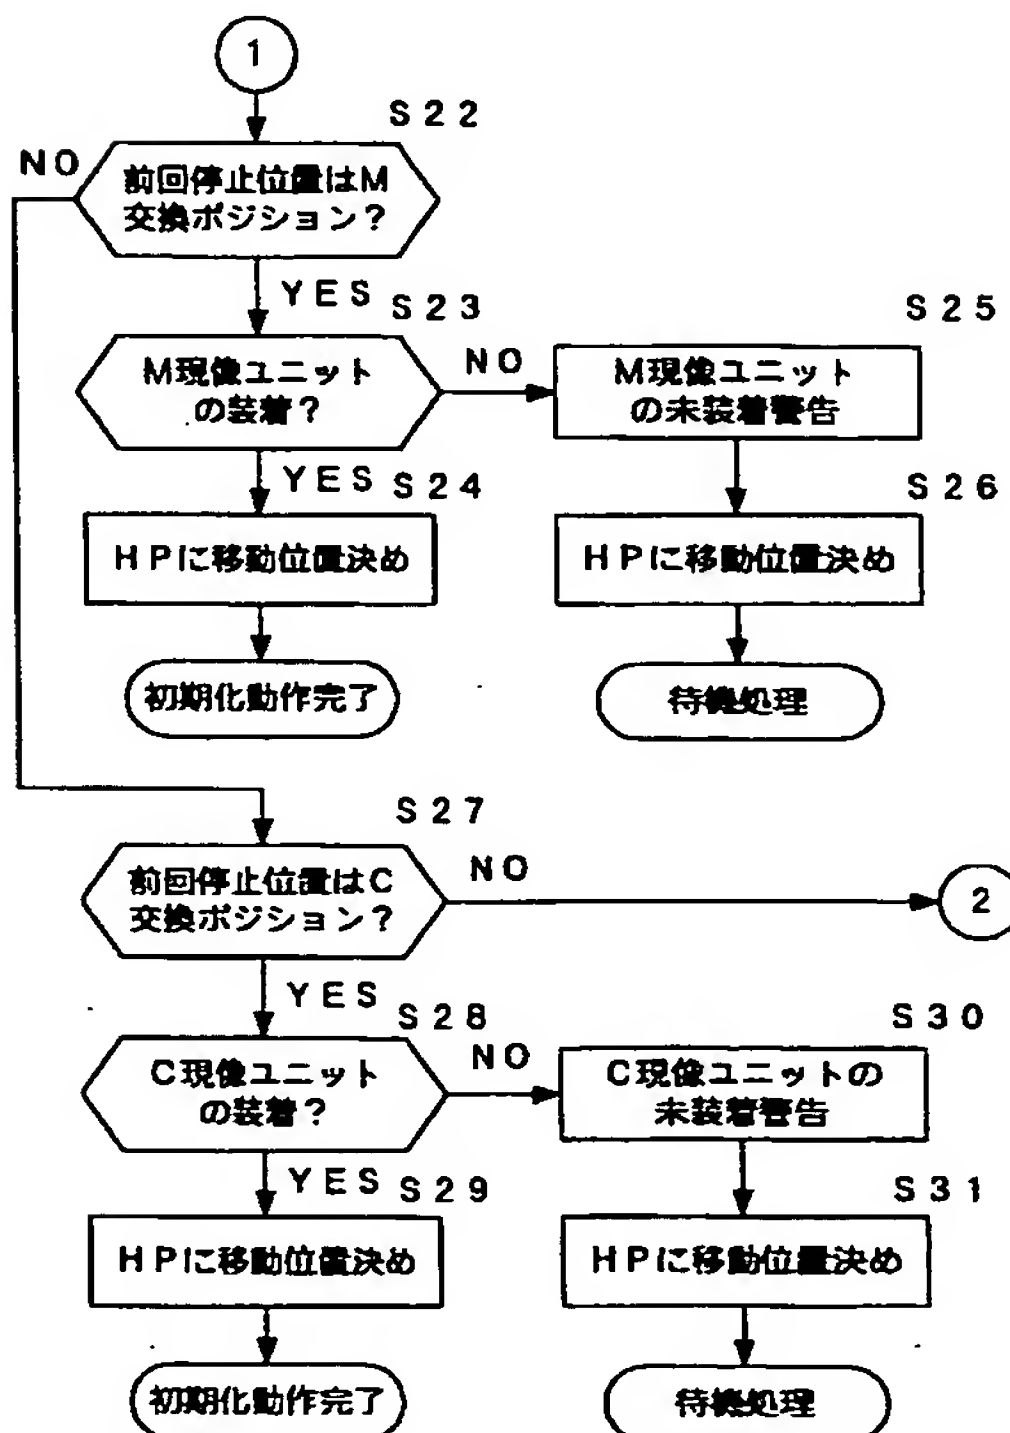 1
S22
NO
前回停止位置はM
交換ポジション?
YES
S23
S25
M現像ユニット
の装着?
NO
M現像ユニット
の未装着警告
YES
S24
S26
HPに移動位置決め
HPに移動位置決め
初期化動作完了
待機処理
S27
前回停止位置はC
交換ポジション?
NO
2
YES
S28
S30
C現像ユニット
の装着?
NO
C現像ユニットの
未装着警告
YES
S29
S31
HPに移動位置決め
HPに移動位置決め
初期化動作完了
待機処理